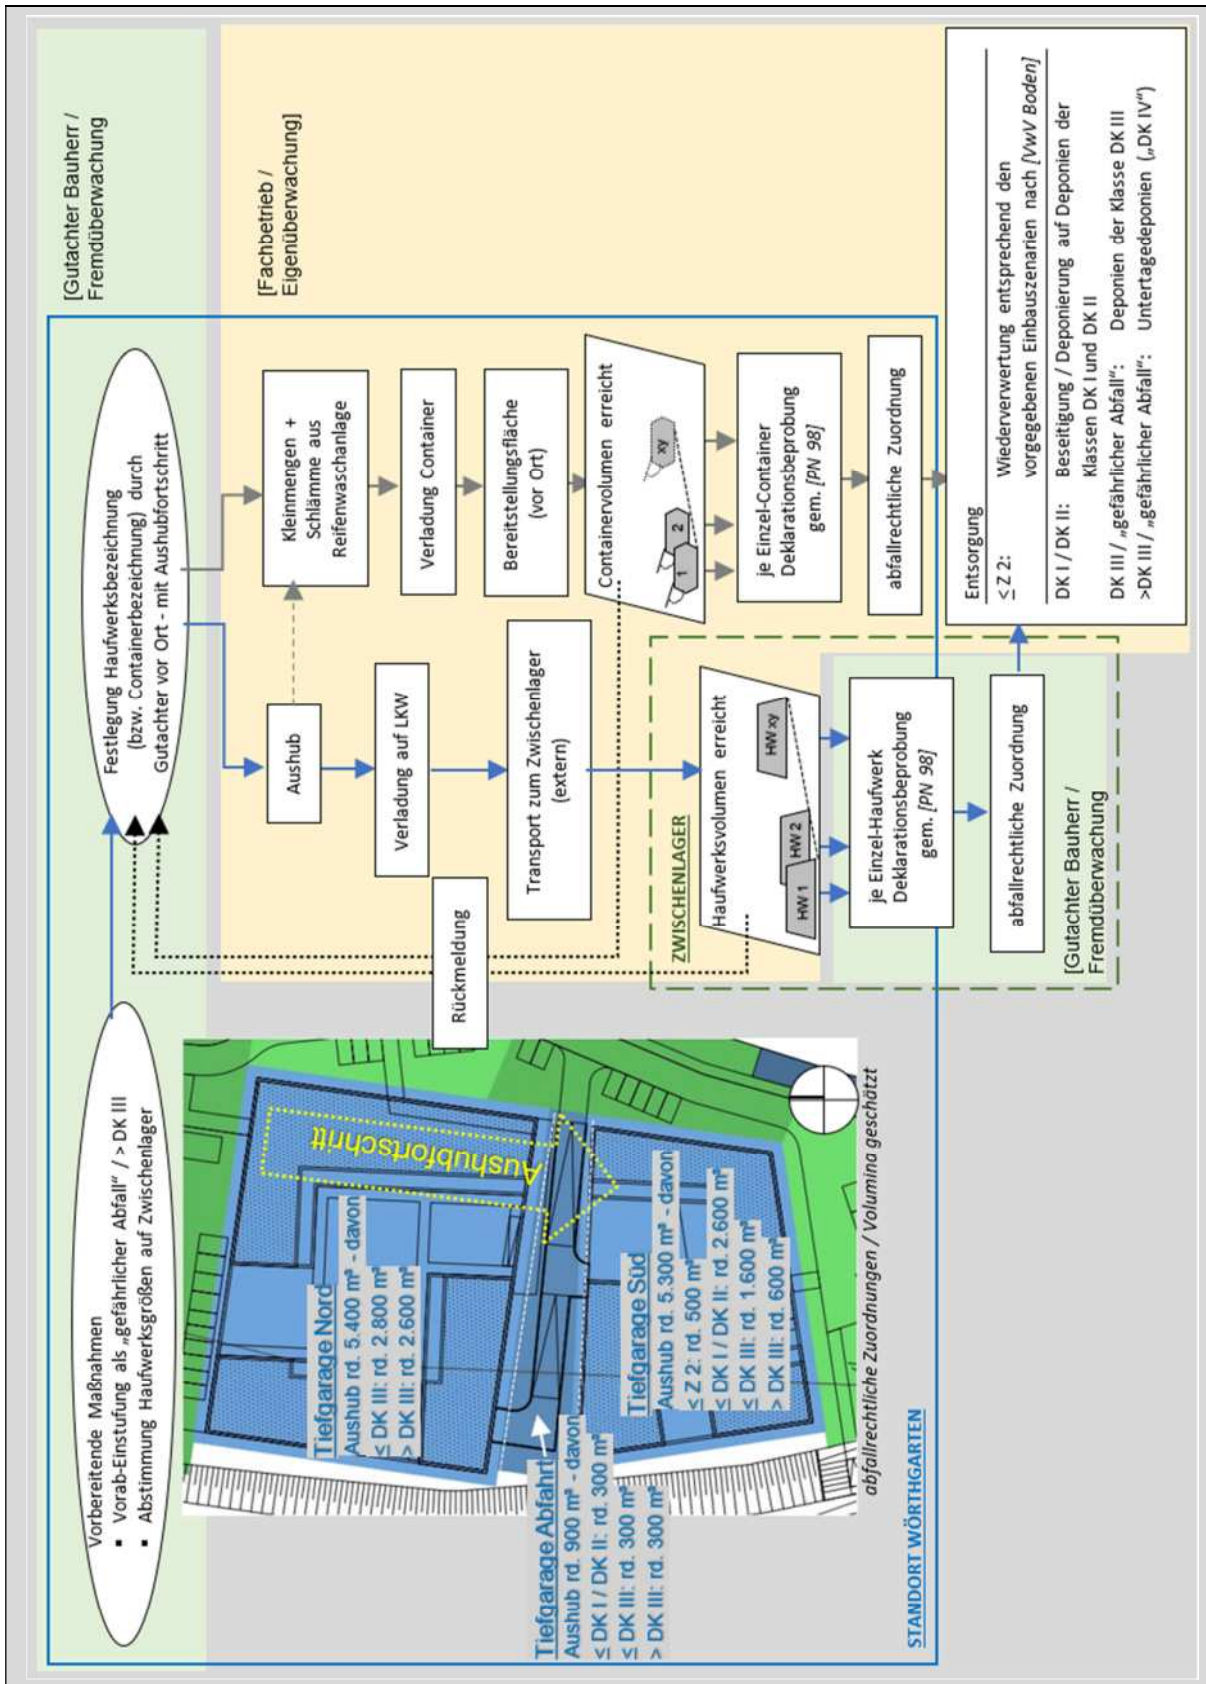 Vorbereitende Maßnahmen
▪ Vorab-Einstufung als „gefährlicher Abfall“ / > DK III
▪ Abstimmung Haufwerksgrößen auf Zwischenlager
Festlegung Haufwerksbezeichnung
(bzw. Containerbezeichnung) durch
Gutachter vor Ort - mit Aushubfortschritt
[Gutachter Bauherr /
Fremdüberwachung
[Fachbetrieb /
Eigenüberwachung]
Aushub
Verladung auf LKW
Transport zum Zwischenlager
(extern)
Rückmeldung
Kleinmengen +
Schlämme aus
Reifenwaschanlage
Verladung Container
Bereitstellungsfläche
(vor Ort)
Containervolumen erreicht
1
2
xy
je Einzel-Container
Deklarationsbeprobung
gem. [PN 98]
abfallrechtliche Zuordnung
ZWISCHENLAGER
Haufwerksvolumen erreicht
HW 1
HW 2
HW xy
je Einzel-Haufwerk
Deklarationsbeprobung
gem. [PN 98]
abfallrechtliche Zuordnung
[Gutachter Bauherr /
Fremdüberwachung
Entsorgung
≤ Z 2: Wiederverwertung entsprechend den
vorgegebenen Einbauszenarien nach [VwV Boden]
DK I / DK II: Beseitigung / Deponierung auf Deponien der
Klassen DK I und DK II
DK III / „gefährlicher Abfall“: Deponien der Klasse DK III
>DK III / „gefährlicher Abfall“: Untertagedeponien („DK IV“)
Aushubfortschritt
Tiefgarage Nord
Aushub rd. 5.400 m³ - davon
≤ DK III: rd. 2.800 m³
> DK III: rd. 2.600 m³
Tiefgarage Abfahrt
Aushub rd. 900 m³ - davon
≤ DK I / DK II: rd. 300 m³
≤ DK III: rd. 300 m³
> DK III: rd. 300 m³
Tiefgarage Süd
Aushub rd. 5.300 m³ - davon
≤ Z 2: rd. 500 m³
≤ DK I / DK II: rd. 2.600 m³
≤ DK III: rd. 1.600 m³
> DK III: rd. 600 m³
abfallrechtliche Zuordnungen / Volumina geschätzt
STANDORT WÖRTHGARTEN